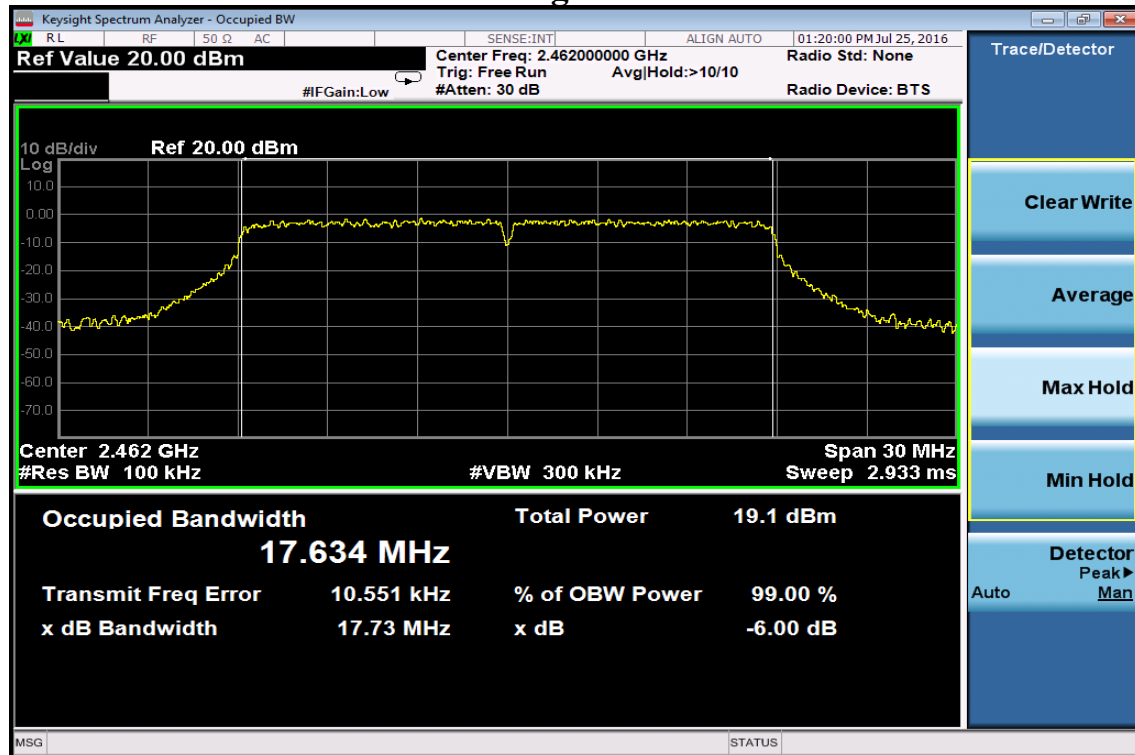 Keysight Spectrum Analyzer - Occupied BW
LXI RL RF 50 Ω AC SENSE:INT ALIGN AUTO 01:20:00 PM Jul 25, 2016
Ref Value 20.00 dBm Center Freq: 2.462000000 GHz Radio Std: None
Trig: Free Run Avg|Hold:>10/10
#IFGain:Low #Atten: 30 dB Radio Device: BTS
10 dB/div Ref 20.00 dBm
Log
10.0
0.00
-10.0
-20.0
-30.0
-40.0
-50.0
-60.0
-70.0
Center 2.462 GHz Span 30 MHz
#Res BW 100 kHz #VBW 300 kHz Sweep 2.933 ms
Occupied Bandwidth Total Power 19.1 dBm
17.634 MHz
Transmit Freq Error 10.551 kHz % of OBW Power 99.00 %
x dB Bandwidth 17.73 MHz x dB -6.00 dB
MSG STATUS
Trace/Detector
Clear Write
Average
Max Hold
Min Hold
Detector
Peak▶
Auto Man